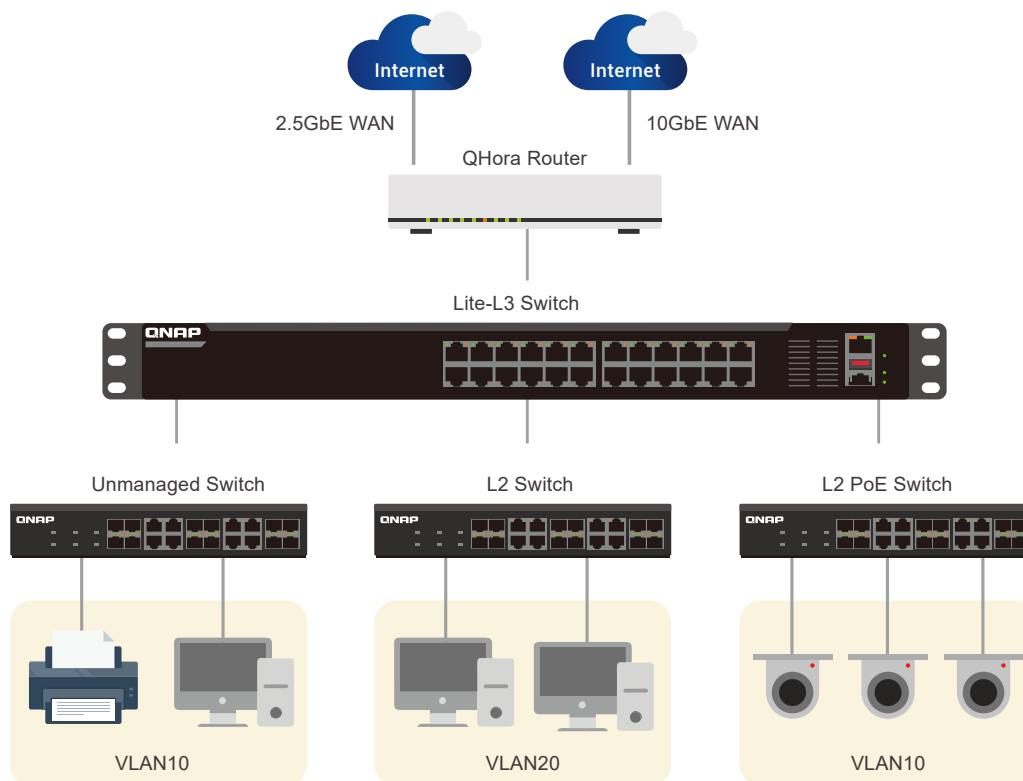 Internet
Internet
2.5GbE WAN
10GbE WAN
QHora Router
Lite-L3 Switch
QNAP
Unmanaged Switch
L2 Switch
L2 PoE Switch
QNAP
QNAP
QNAP
VLAN10
VLAN20
VLAN10